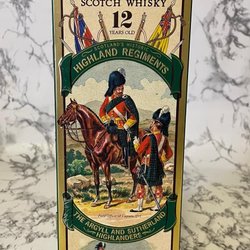 SCOTCH WHISKY
12
YEARS OLD
SCOTLAND'S HISTORIC
HIGHLAND REGIMENTS
THE ARGYLL AND SUTHERLAND
HIGHLANDERS